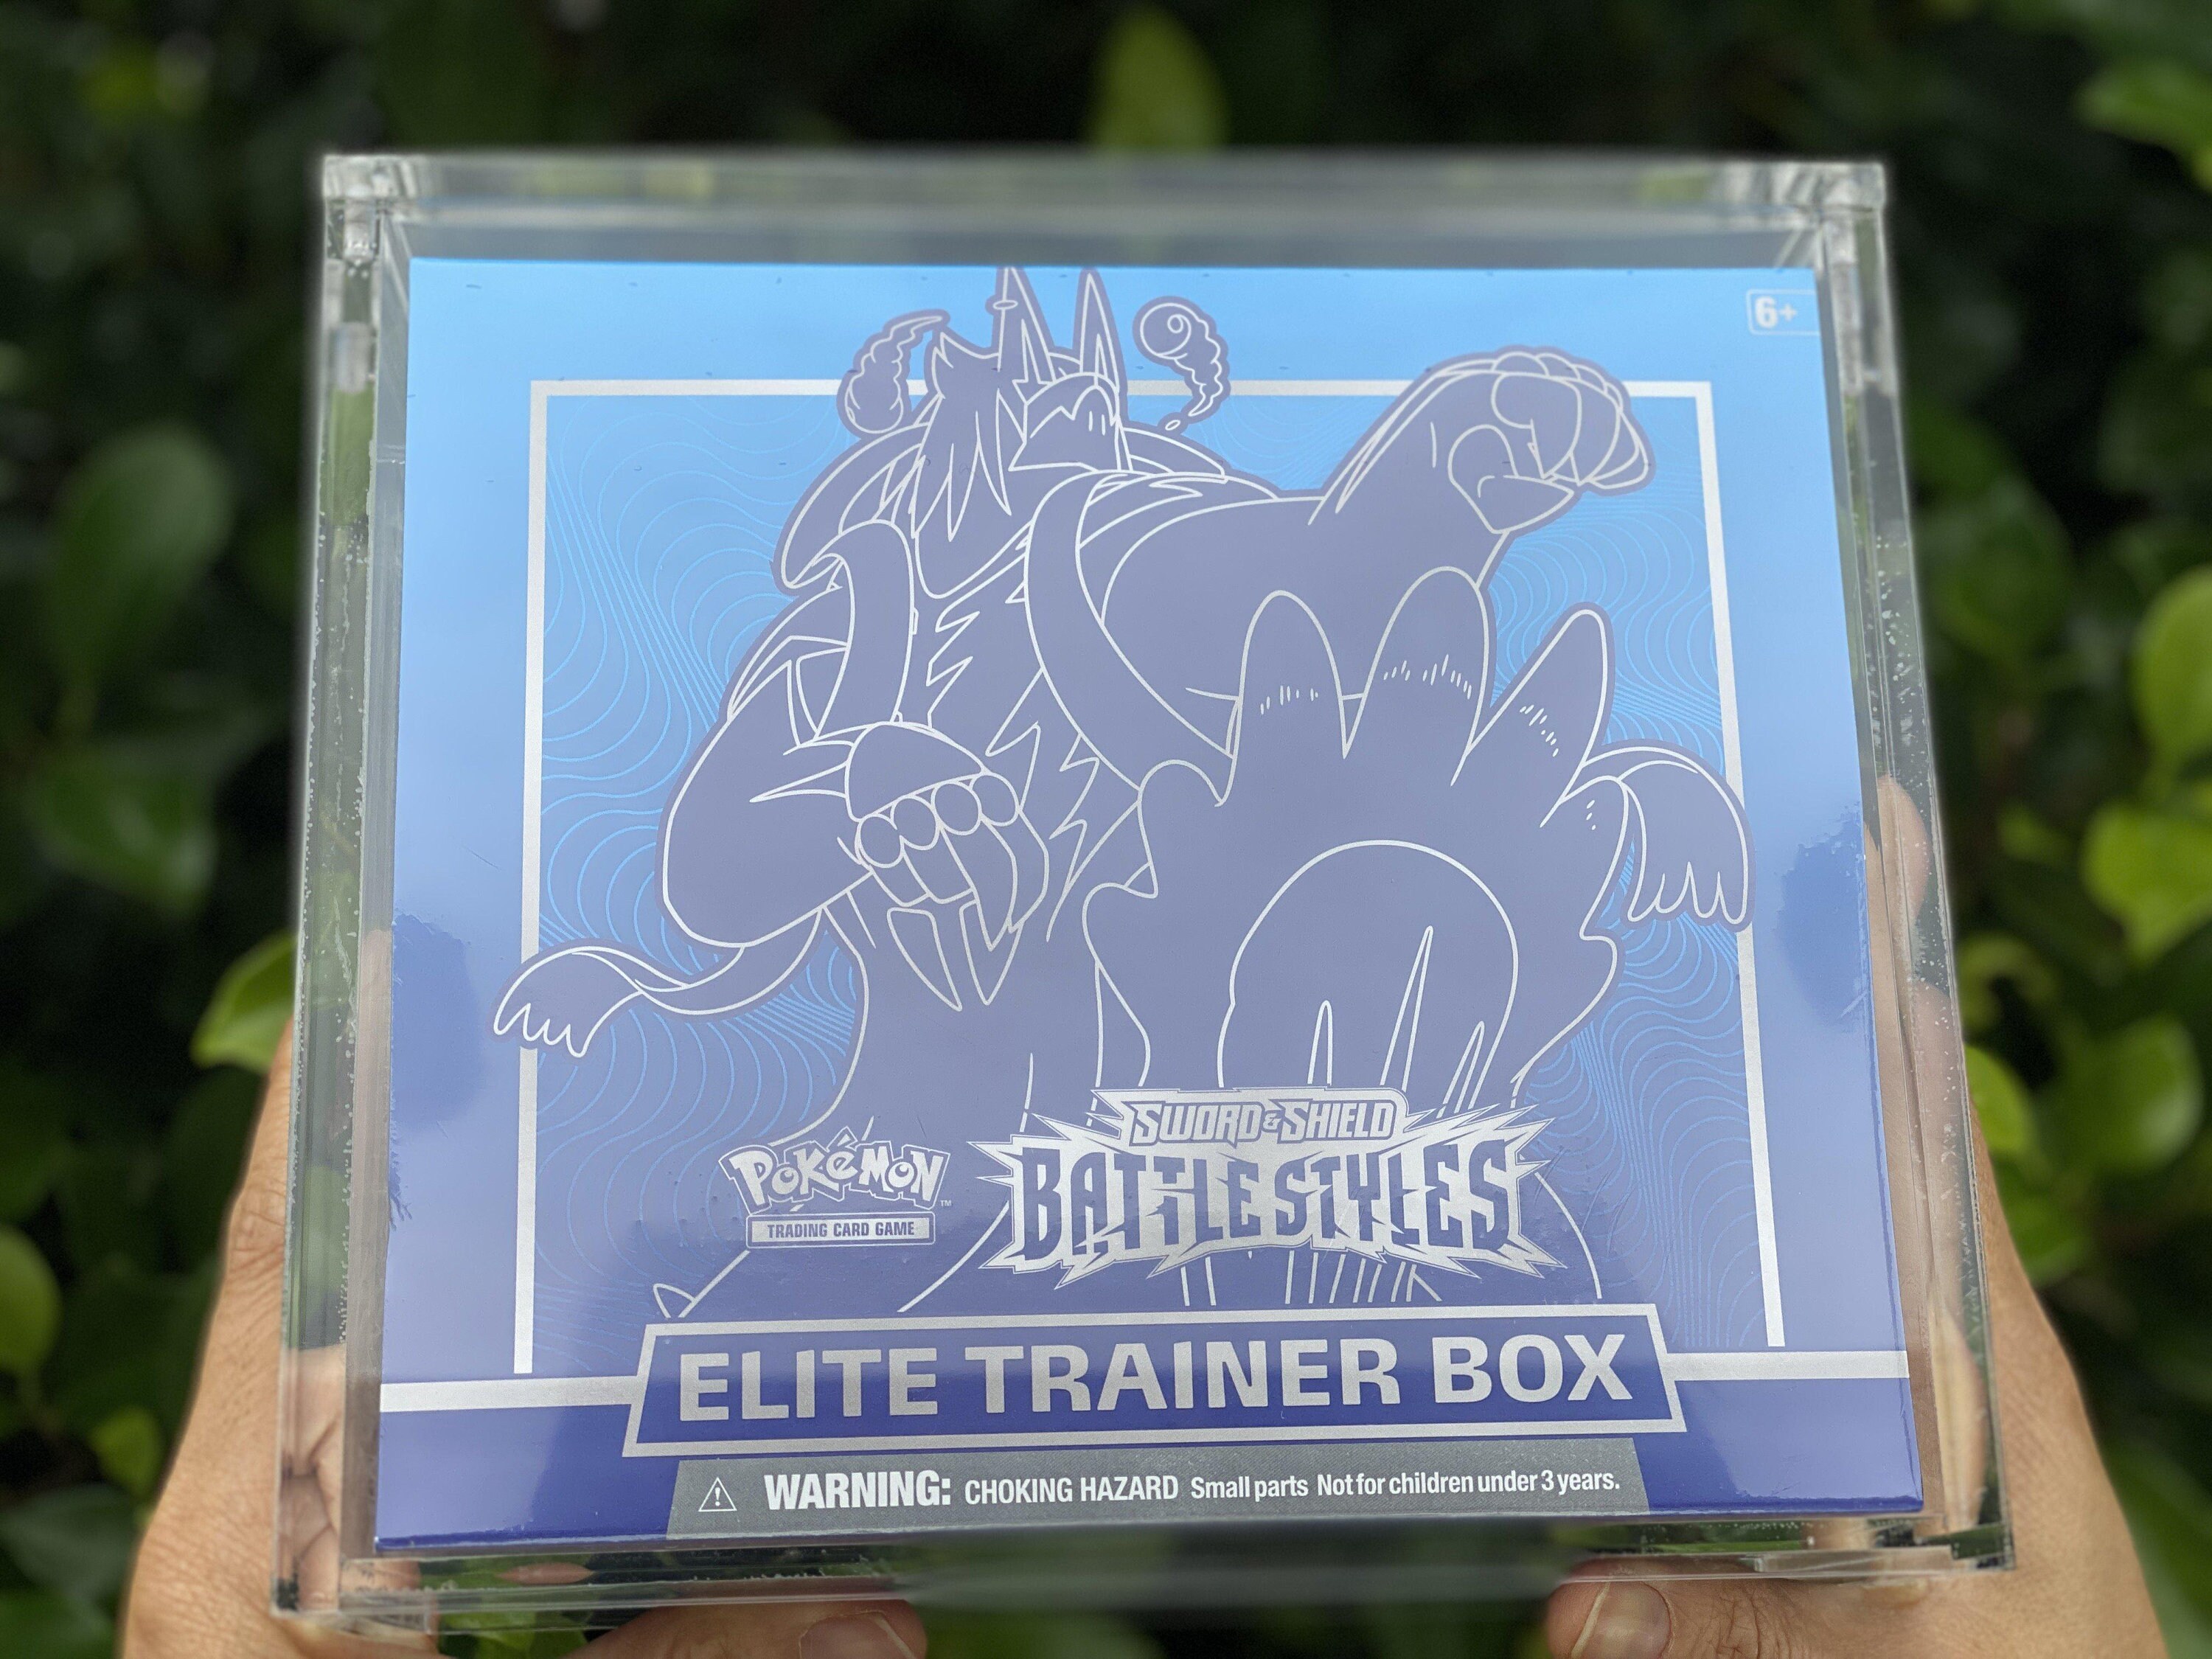 6+
SWORD & SHIELD
POKéMON™
BATTLE STYLES
TRADING CARD GAME
ELITE TRAINER BOX
WARNING: CHOKING HAZARD Small parts Not for children under 3 years.